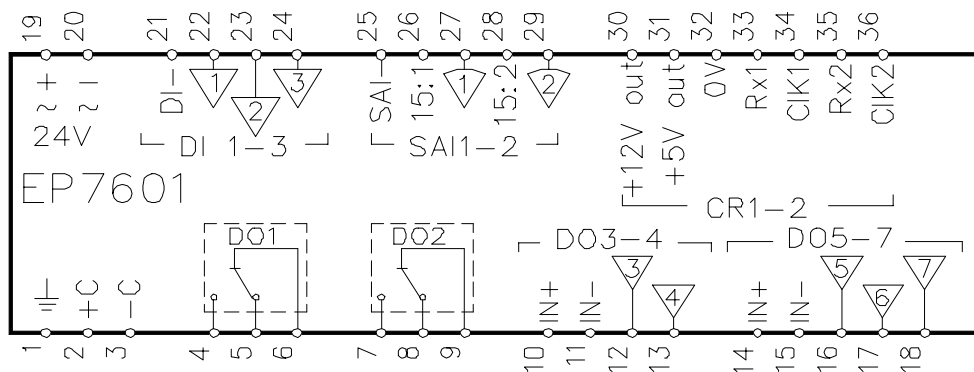 19 20 21 22 23 24 25 26 27 28 29 30 31 32 33 34 35 36
~ + ~ - DI- 1 2 3 SAI- 15:1 1 15:2 2 +12V out +5V out 0V Rx1 ClK1 Rx2 ClK2
24V DI 1-3 SAI1-2
EP7601 CR1-2
DO1 DO2 DO3-4 DO5-7
+C -C IN+ IN- 3 4 IN+ IN- 5 6 7
1 2 3 4 5 6 7 8 9 10 11 12 13 14 15 16 17 18